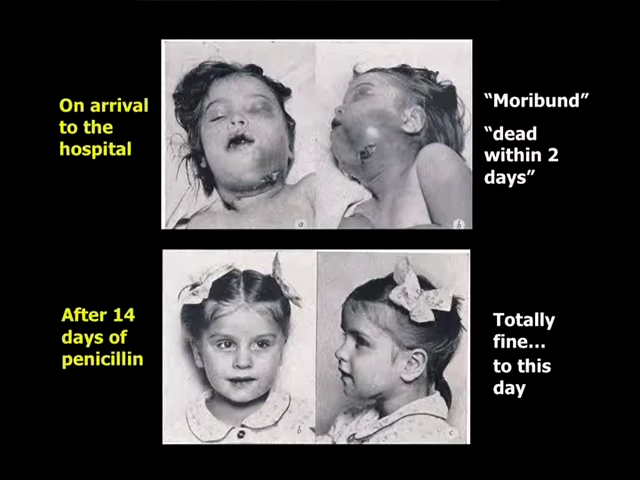 On arrival
to the
hospital
“Moribund”
“dead
within 2
days”
a
b
After 14
days of
penicillin
Totally
fine...
to this
day
b
c